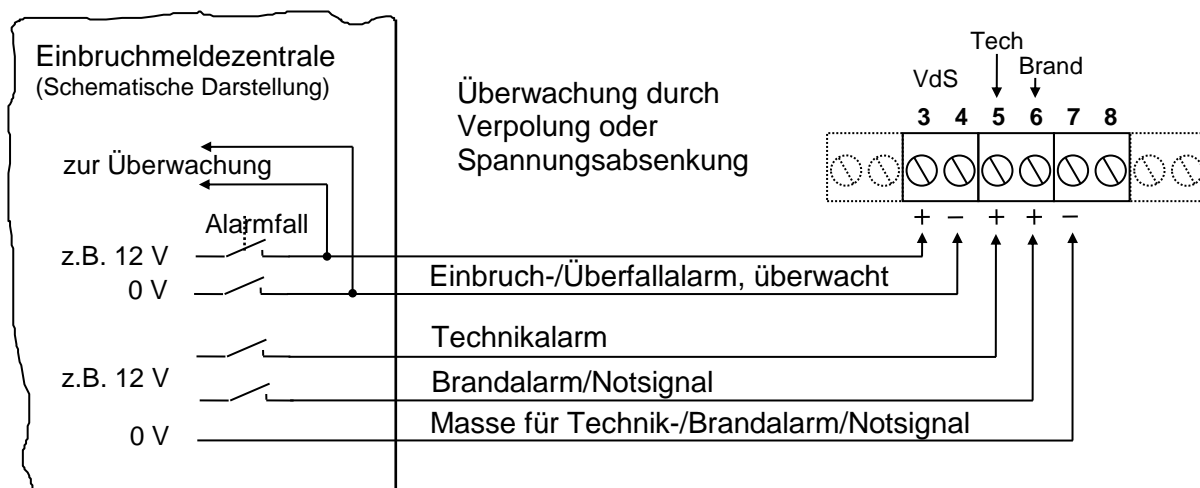 Einbruchmeldezentrale
(Schematische Darstellung)
zur Überwachung
Alarmfall
z.B. 12 V
0 V
z.B. 12 V
0 V
Überwachung durch
Verpolung oder
Spannungsabsenkung
Tech
Brand
VdS
3 4 5 6 7 8
+ – + + –
Einbruch-/Überfallalarm, überwacht
Technikalarm
Brandalarm/Notsignal
Masse für Technik-/Brandalarm/Notsignal